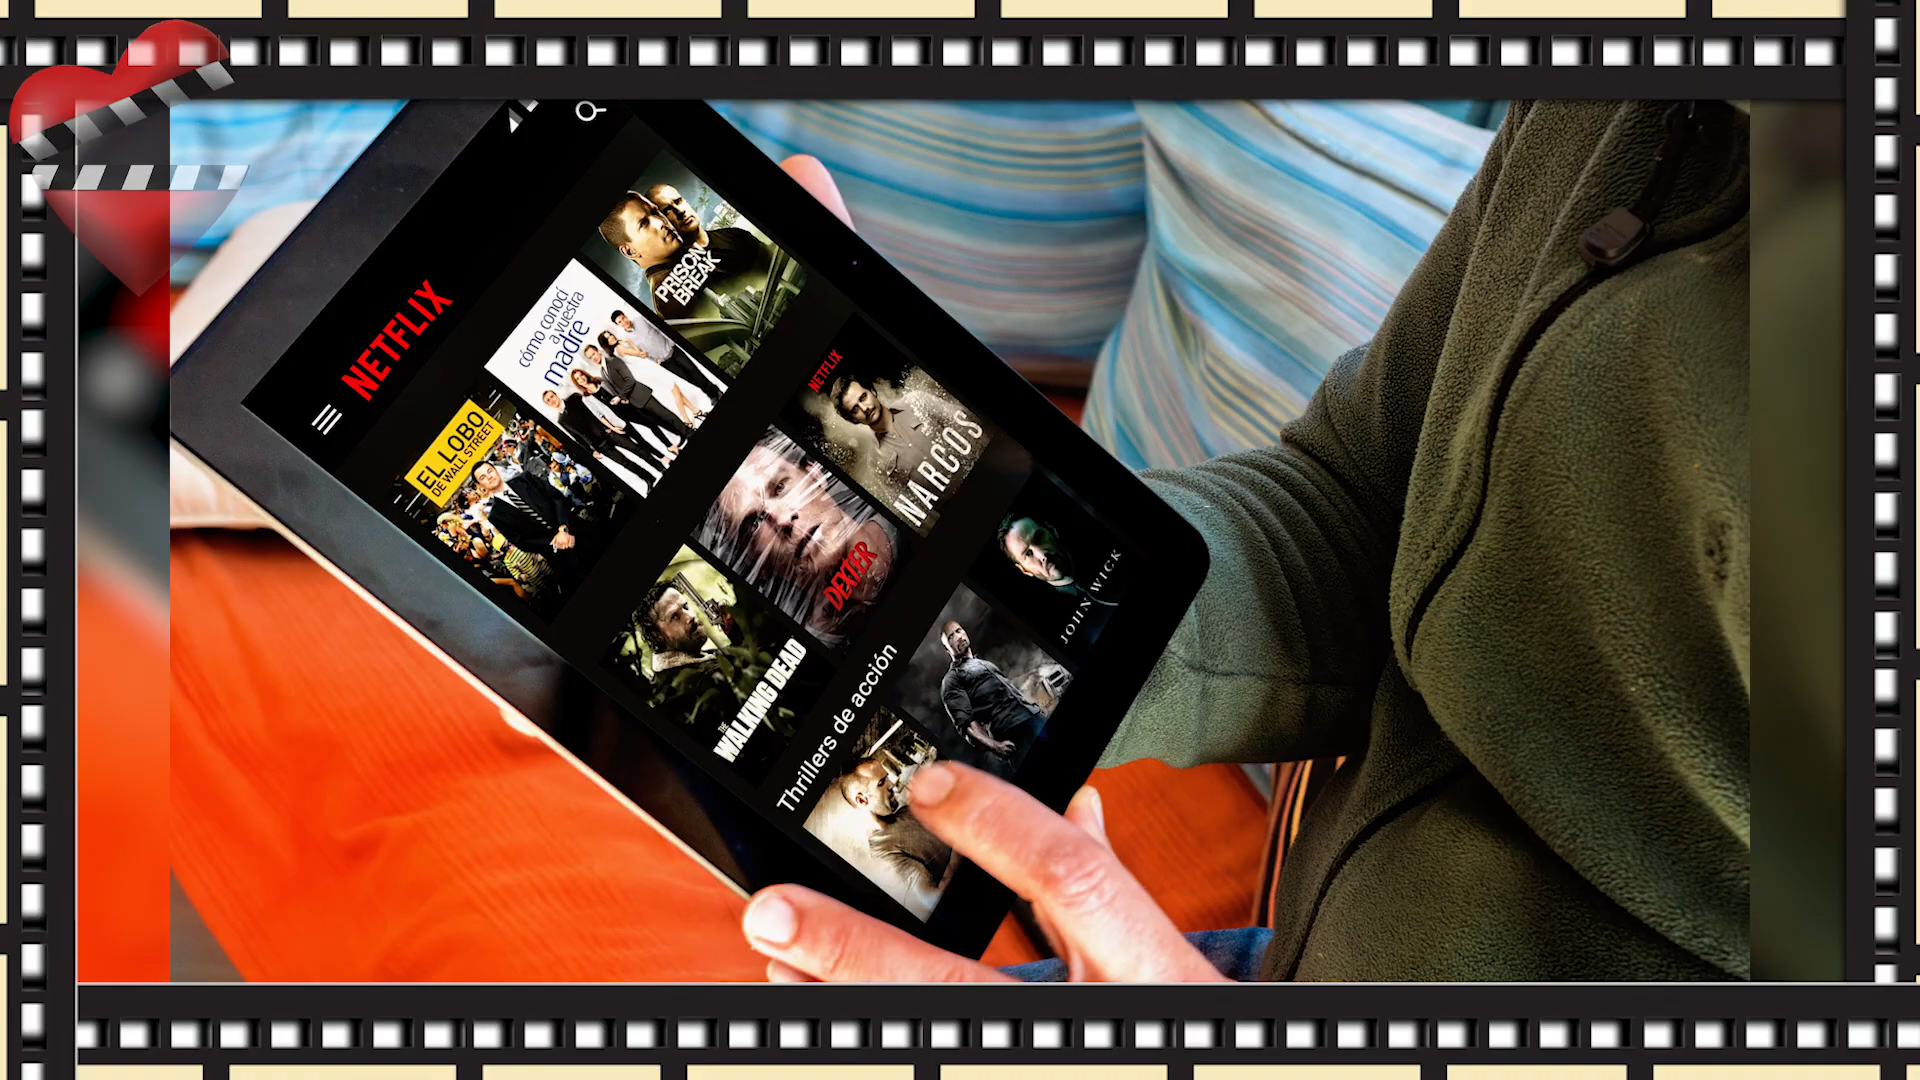 NETFLIX
EL LOBO
DE WALL STREET
cómo conocí
a vuestra
madre
PRISON
BREAK
THE
WALKING DEAD
DEXTER
NETFLIX
NARCOS
Thrillers de acción
JOHN WICK